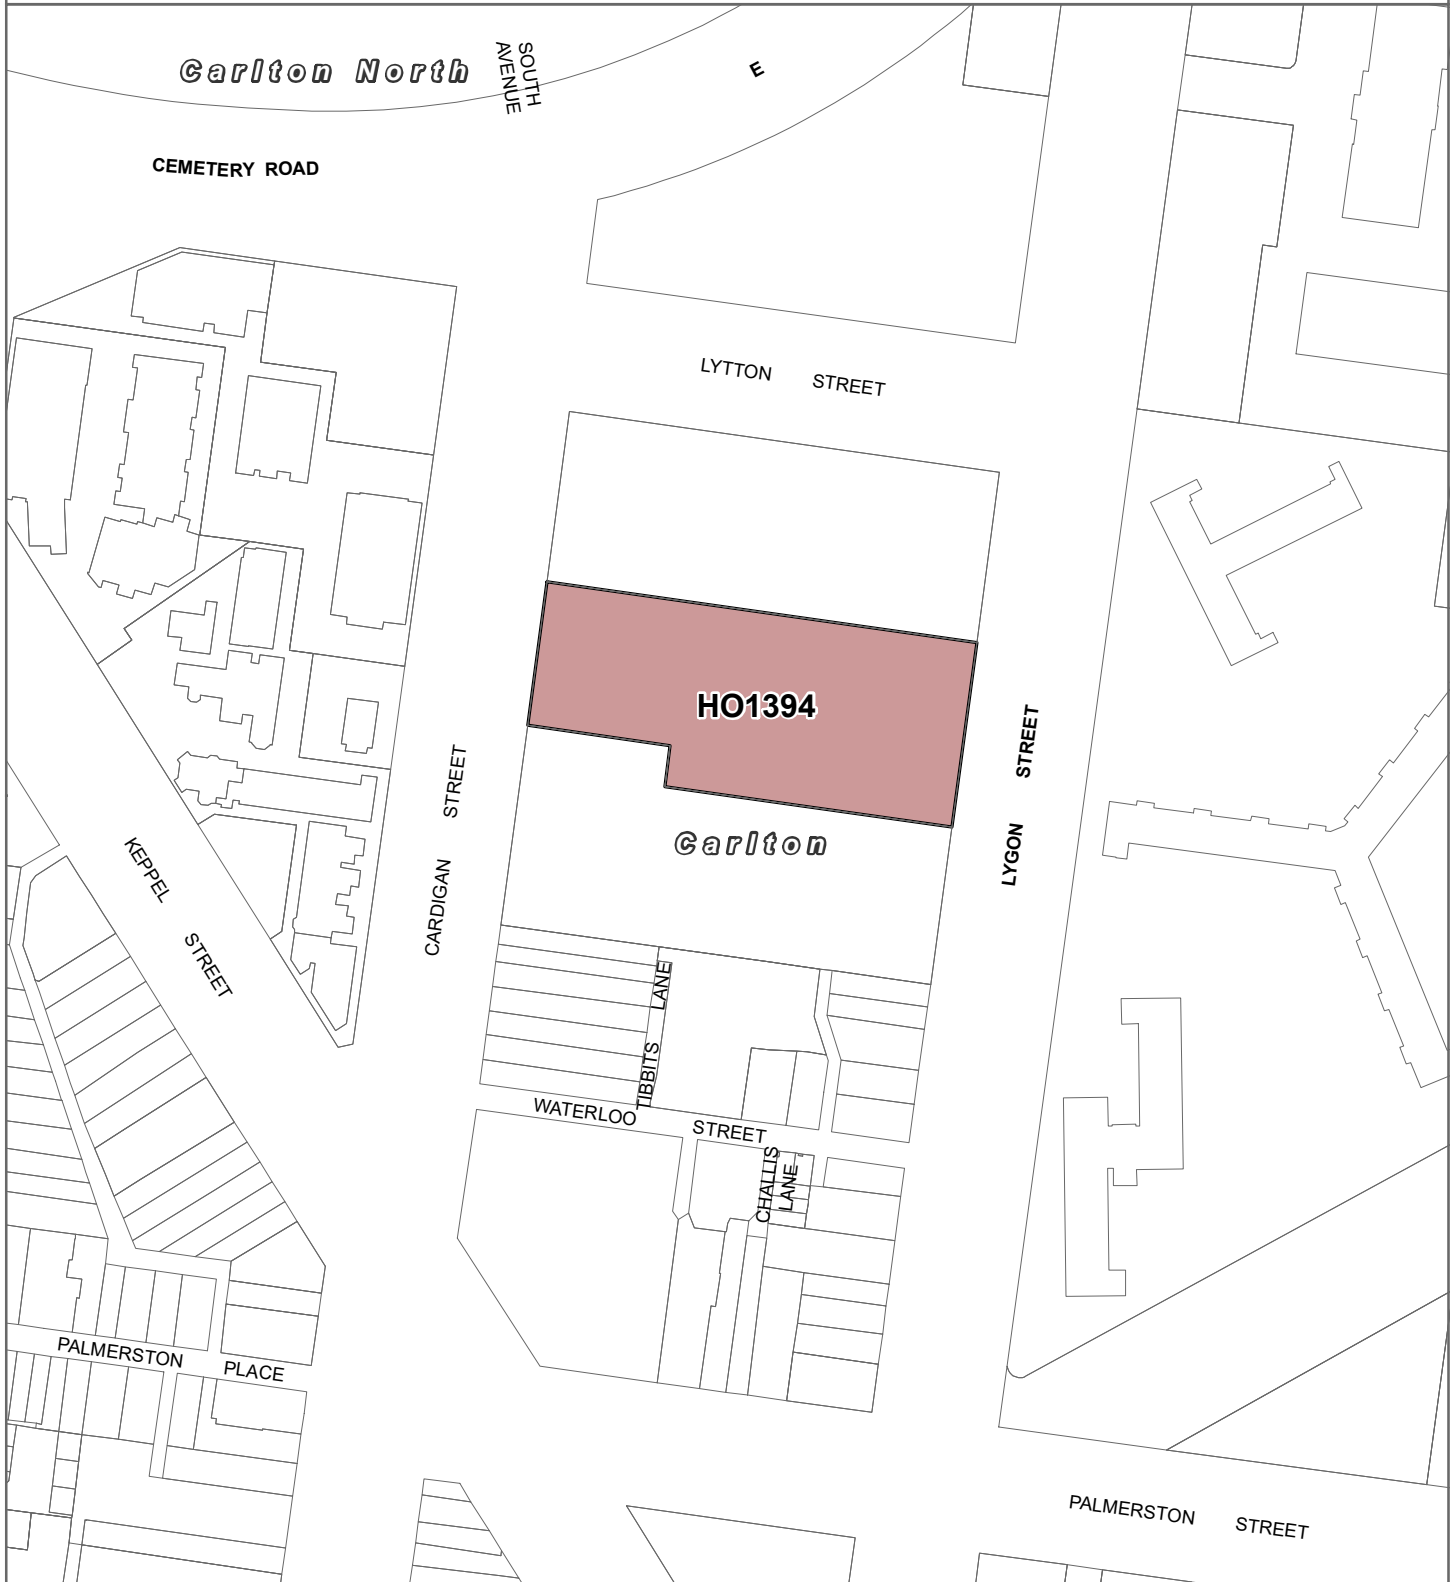 Carlton North
SOUTH
AVENUE
E
CEMETERY ROAD
LYTTON STREET
HO1394
LYGON STREET
CARDIGAN STREET
Carlton
KEPPEL STREET
TIBBITS LANE
WATERLOO STREET
CHALLIS
LANE
PALMERSTON PLACE
PALMERSTON STREET